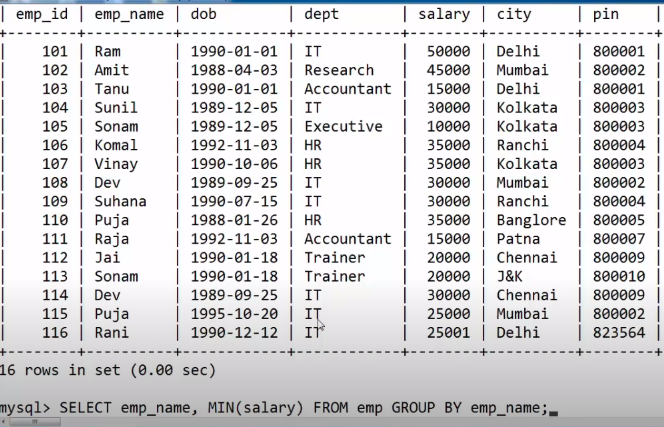 | emp_id | emp_name | dob | dept | salary | city | pin |
| 101 | Ram | 1990-01-01 | IT | 50000 | Delhi | 800001 |
| 102 | Amit | 1988-04-03 | Research | 45000 | Mumbai | 800002 |
| 103 | Tanu | 1990-01-01 | Accountant | 15000 | Delhi | 800001 |
| 104 | Sunil | 1989-12-05 | IT | 30000 | Kolkata | 800003 |
| 105 | Sonam | 1989-12-05 | Executive | 10000 | Kolkata | 800003 |
| 106 | Komal | 1992-11-03 | HR | 35000 | Ranchi | 800004 |
| 107 | Vinay | 1990-10-06 | HR | 35000 | Kolkata | 800003 |
| 108 | Dev | 1989-09-25 | IT | 30000 | Mumbai | 800002 |
| 109 | Suhana | 1990-07-15 | IT | 30000 | Ranchi | 800004 |
| 110 | Puja | 1988-01-26 | HR | 35000 | Banglore | 800005 |
| 111 | Raja | 1992-11-03 | Accountant | 15000 | Patna | 800007 |
| 112 | Jai | 1990-01-18 | Trainer | 20000 | Chennai | 800009 |
| 113 | Sonam | 1990-01-18 | Trainer | 20000 | J&K | 800010 |
| 114 | Dev | 1989-09-25 | IT | 30000 | Chennai | 800009 |
| 115 | Puja | 1995-10-20 | IT | 25000 | Mumbai | 800002 |
| 116 | Rani | 1990-12-12 | IT | 25001 | Delhi | 823564 |
16 rows in set (0.00 sec)
mysql> SELECT emp_name, MIN(salary) FROM emp GROUP BY emp_name;_